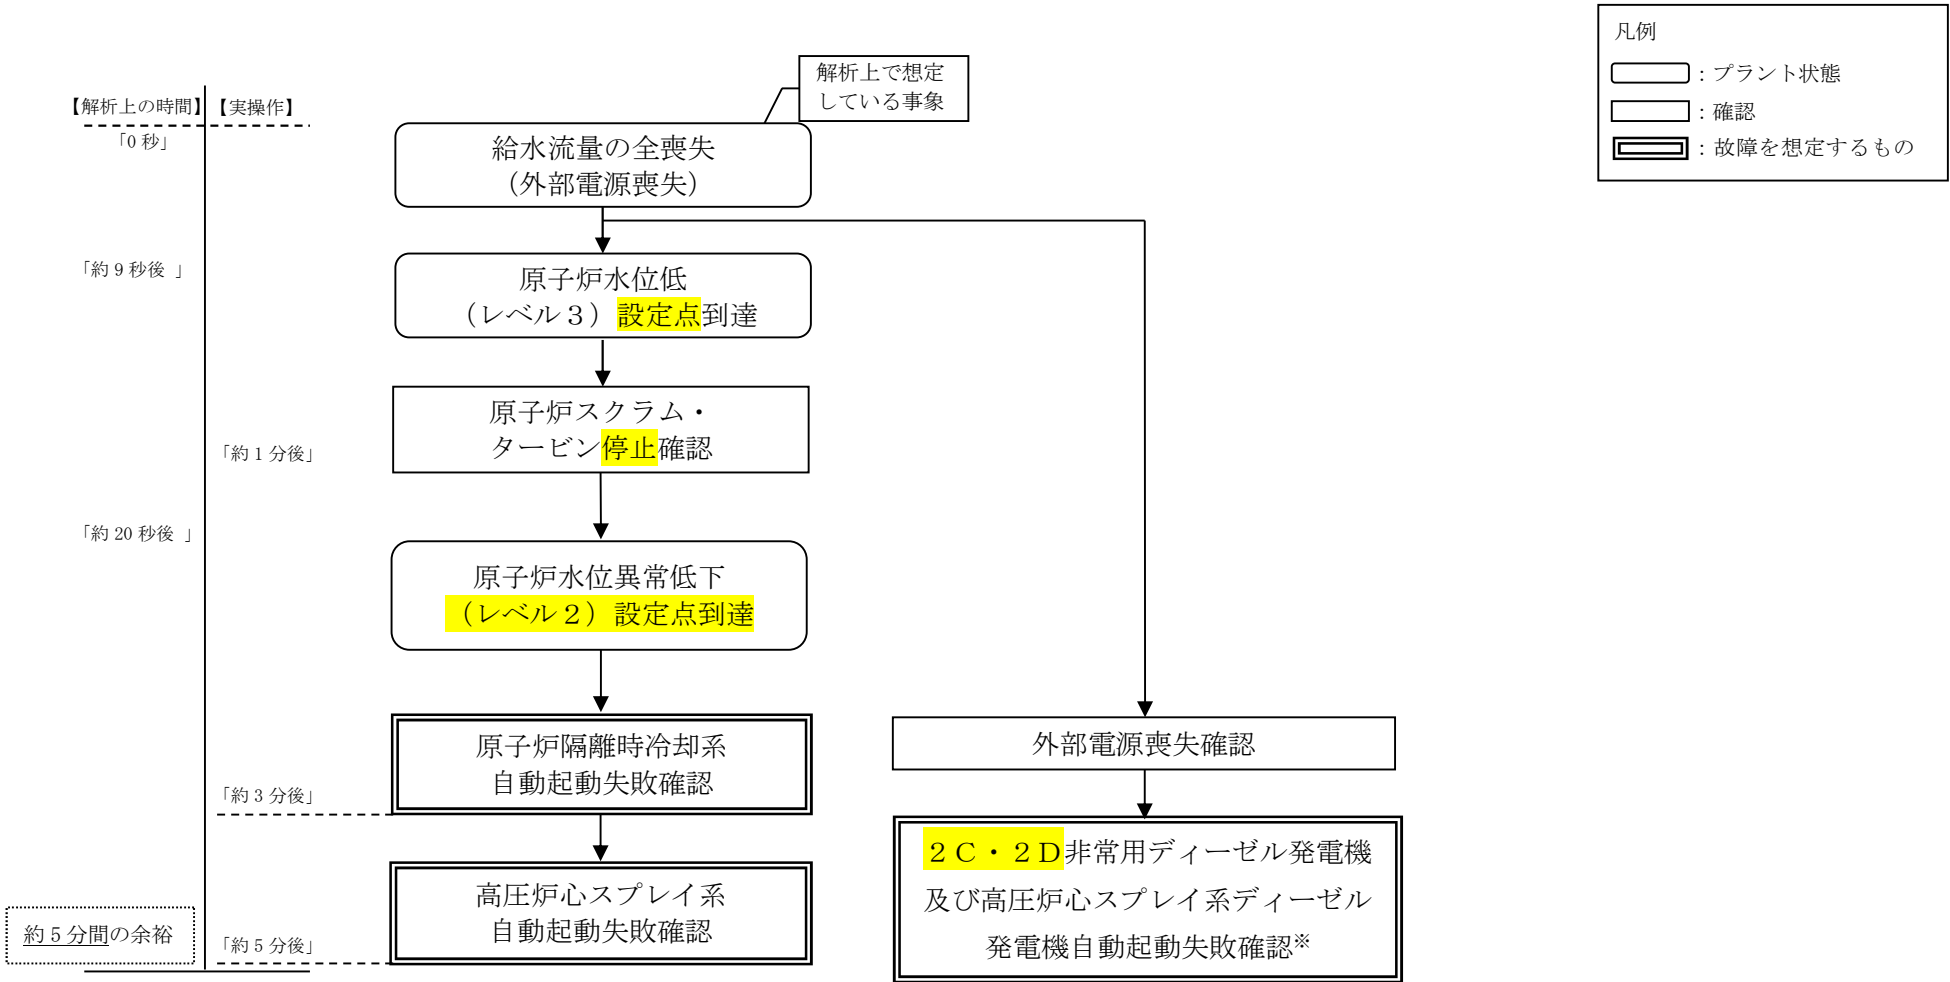 凡例
：プラント状態
：確認
：故障を想定するもの
解析上で想定
している事象
【解析上の時間】
【実操作】
「0 秒」
給水流量の全喪失
（外部電源喪失）
「約 9 秒後 」
原子炉水位低
（レベル３）設定点到達
原子炉スクラム・
タービン停止確認
「約 1 分後」
「約 20 秒後 」
原子炉水位異常低下
（レベル２）設定点到達
原子炉隔離時冷却系
自動起動失敗確認
「約 3 分後」
外部電源喪失確認
高圧炉心スプレイ系
自動起動失敗確認
「約 5 分後」
約 5 分間の余裕
２Ｃ・２Ｄ非常用ディーゼル発電機
及び高圧炉心スプレイ系ディーゼル
発電機自動起動失敗確認※